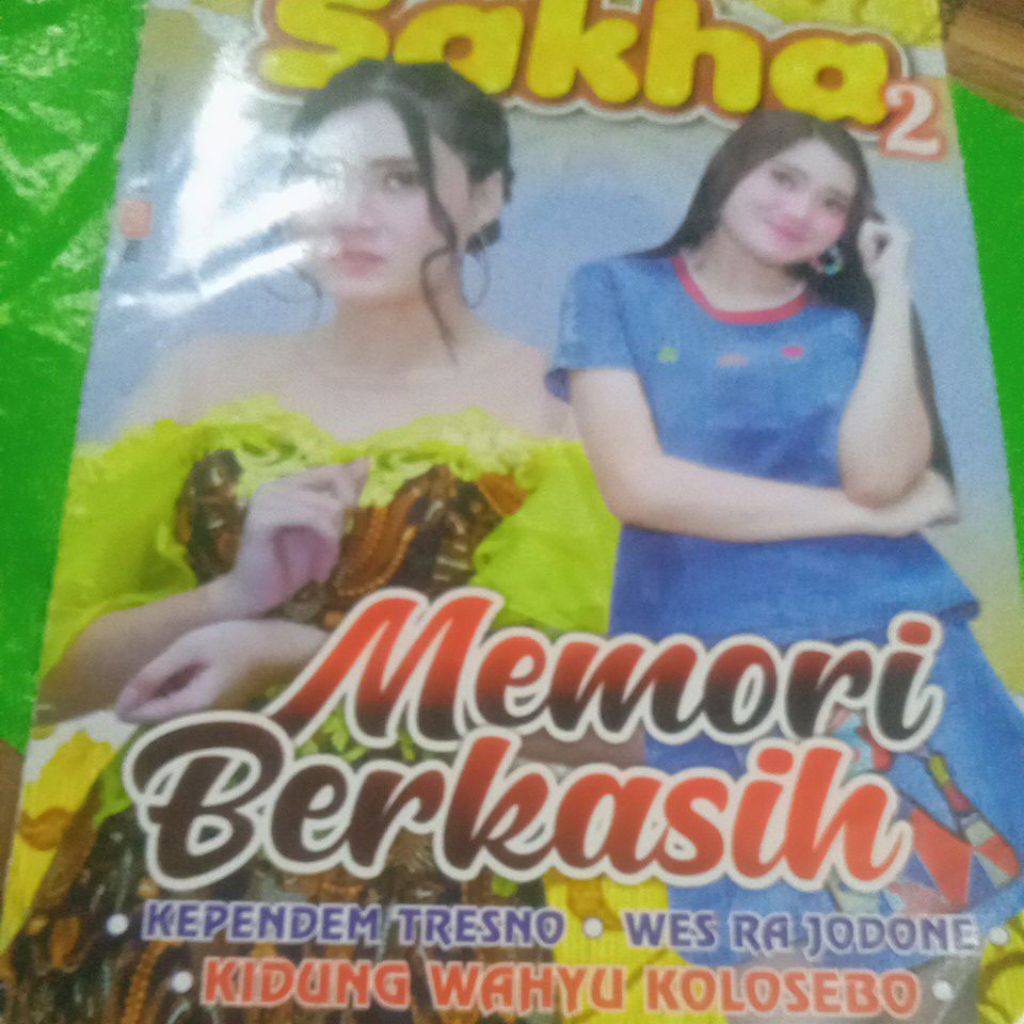 Sakha
2
Memori
Berkasih
• KEPENDEM TRESNO • WES RA JODONE •
• KIDUNG WAHYU KOLOSEBO •